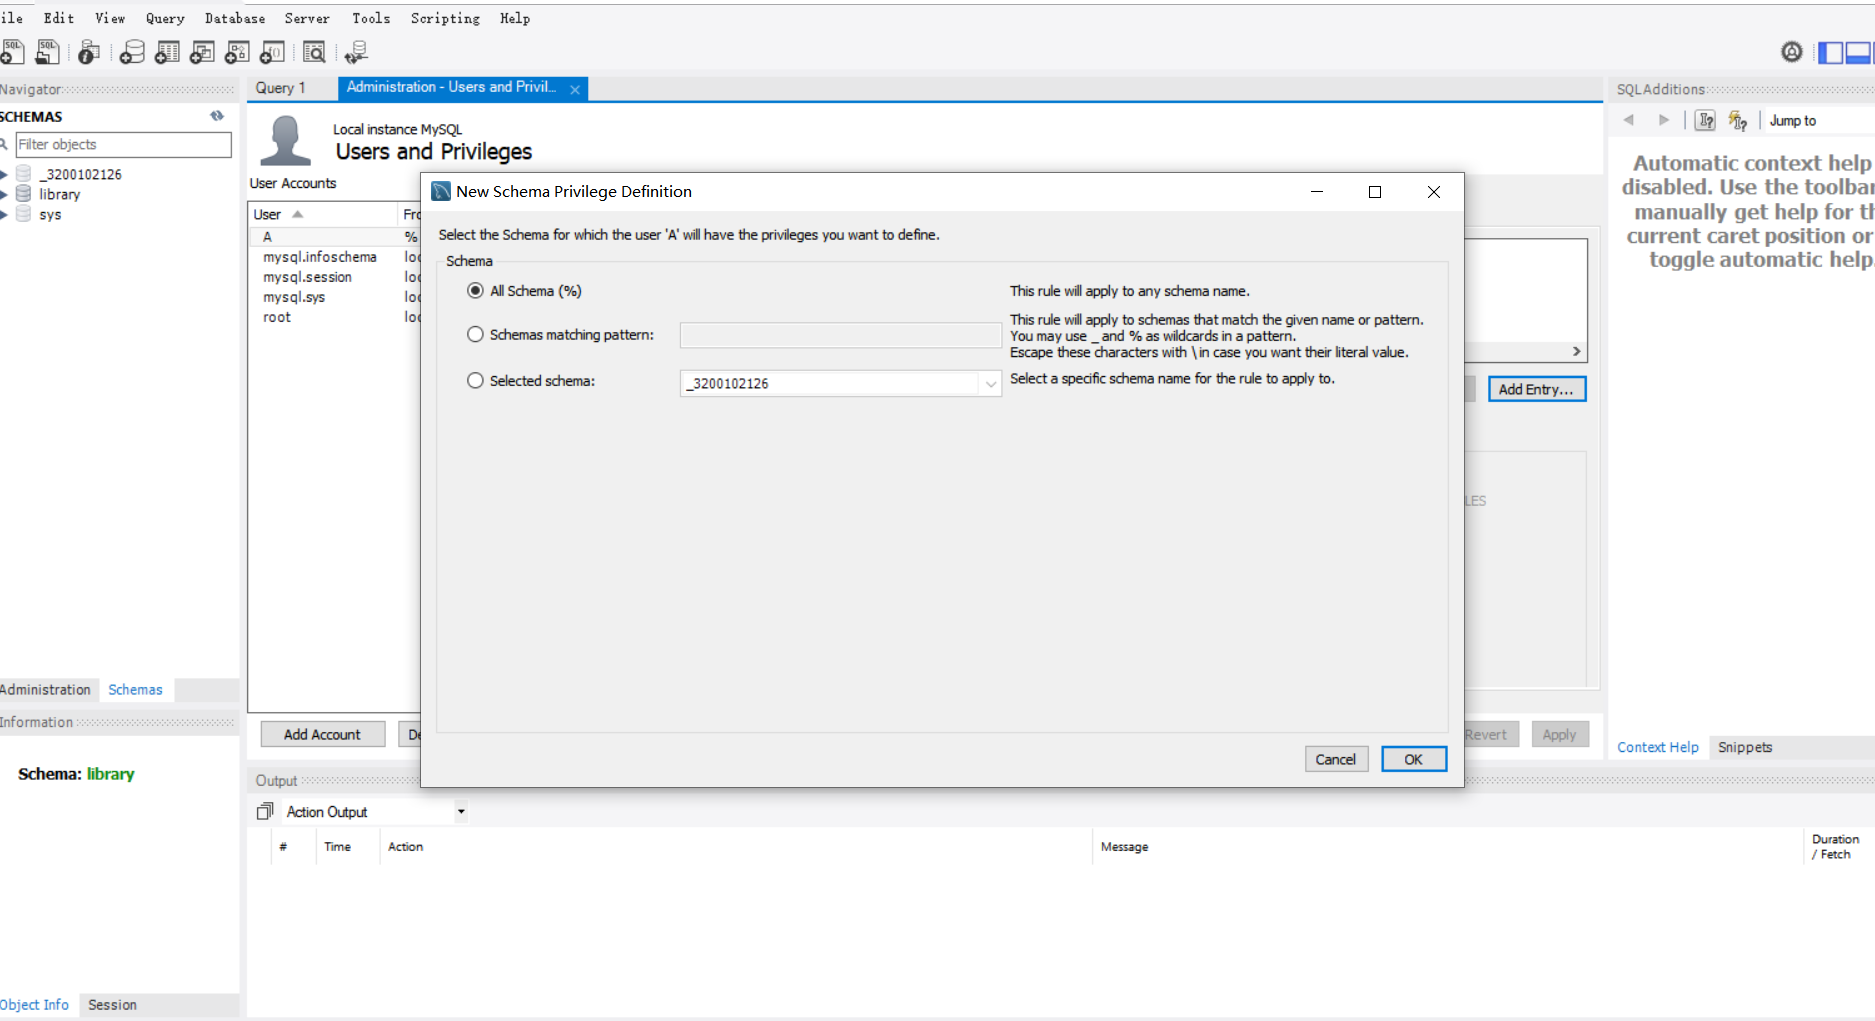 ile Edit View Query Database Server Tools Scripting Help
Navigator
SCHEMAS
Filter objects
_3200102126
library
sys
Administration Schemas
Information
Schema: library
Object Info Session
Query 1 Administration - Users and Privil...
Local instance MySQL
Users and Privileges
User Accounts
User Fro
A %
mysql.infoschema loc
mysql.session loc
mysql.sys loc
root loc
Add Account De
New Schema Privilege Definition
Select the Schema for which the user 'A' will have the privileges you want to define.
Schema
All Schema (%) This rule will apply to any schema name.
Schemas matching pattern: This rule will apply to schemas that match the given name or pattern.
You may use _ and % as wildcards in a pattern.
Escape these characters with \ in case you want their literal value.
Selected schema: _3200102126 Select a specific schema name for the rule to apply to.
Cancel OK
Add Entry...
LES
Revert Apply
SQLAdditions
Jump to
Automatic context help
disabled. Use the toolbar
manually get help for th
current caret position or
toggle automatic help.
Context Help Snippets
Output
Action Output
# Time Action Message Duration
/ Fetch